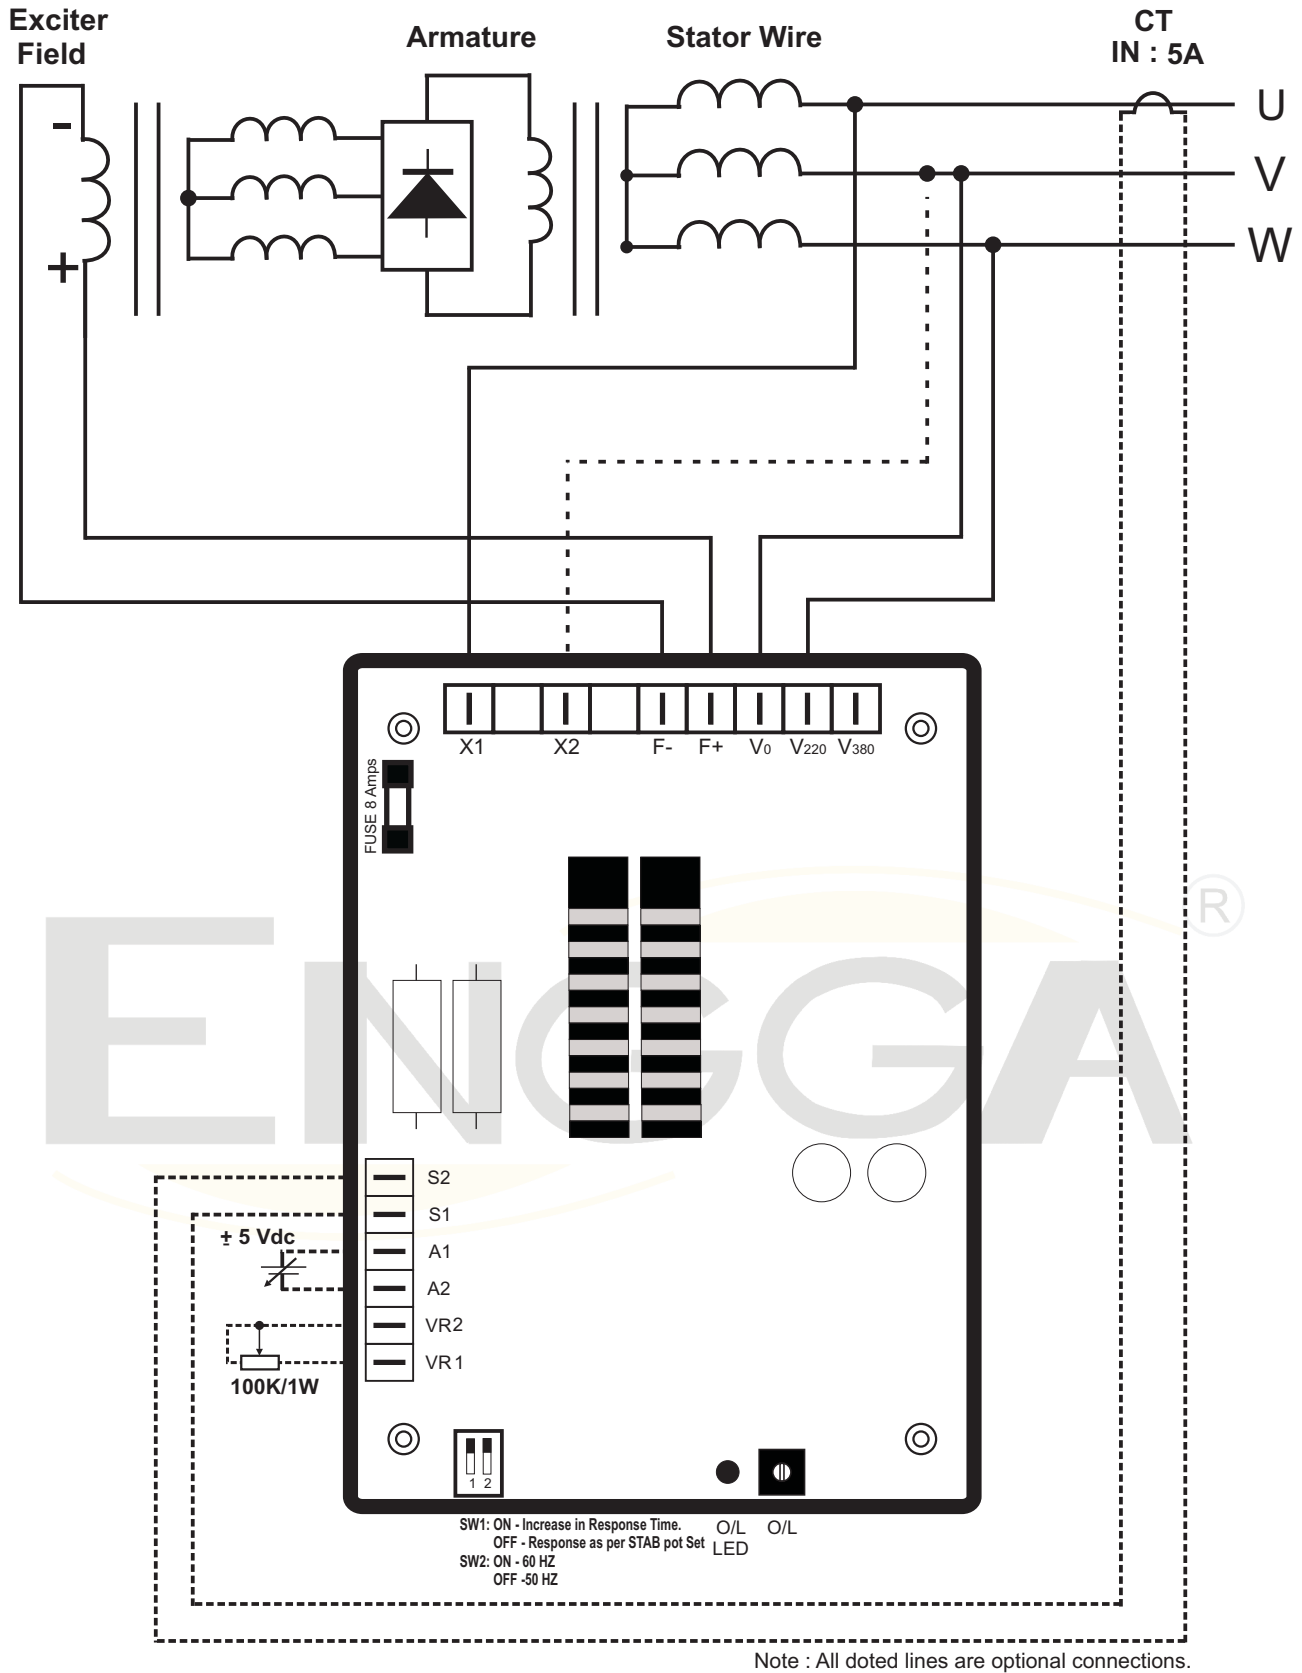 Exciter
Field
Armature
Stator Wire
CT
IN : 5A
U
V
W
-
+
X1
X2
F-
F+
V0
V220
V380
FUSE 8 Amps
ENGGA ®
S2
S1
± 5 Vdc
A1
A2
VR2
VR1
100K/1W
1 2
SW1: ON - Increase in Response Time.
OFF - Response as per STAB pot Set
SW2: ON - 60 HZ
OFF -50 HZ
O/L
LED
O/L
Note : All doted lines are optional connections.